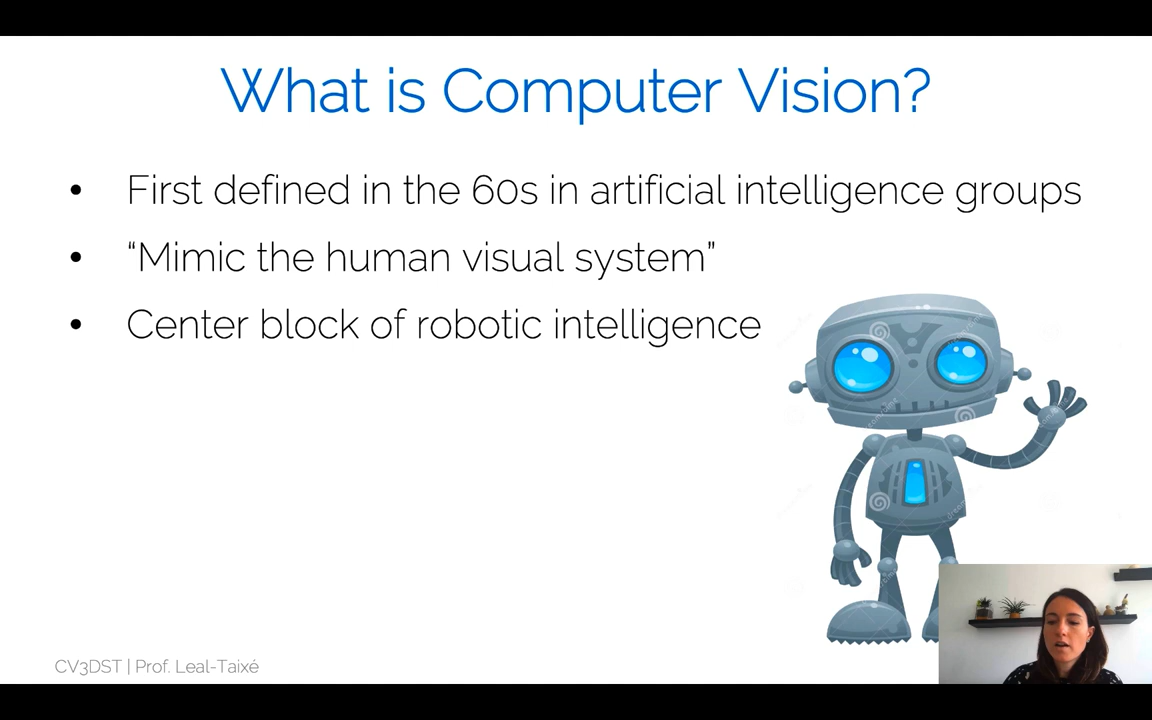 What is Computer Vision?
• First defined in the 60s in artificial intelligence groups
• “Mimic the human visual system”
• Center block of robotic intelligence
CV3DST | Prof. Leal-Taixé